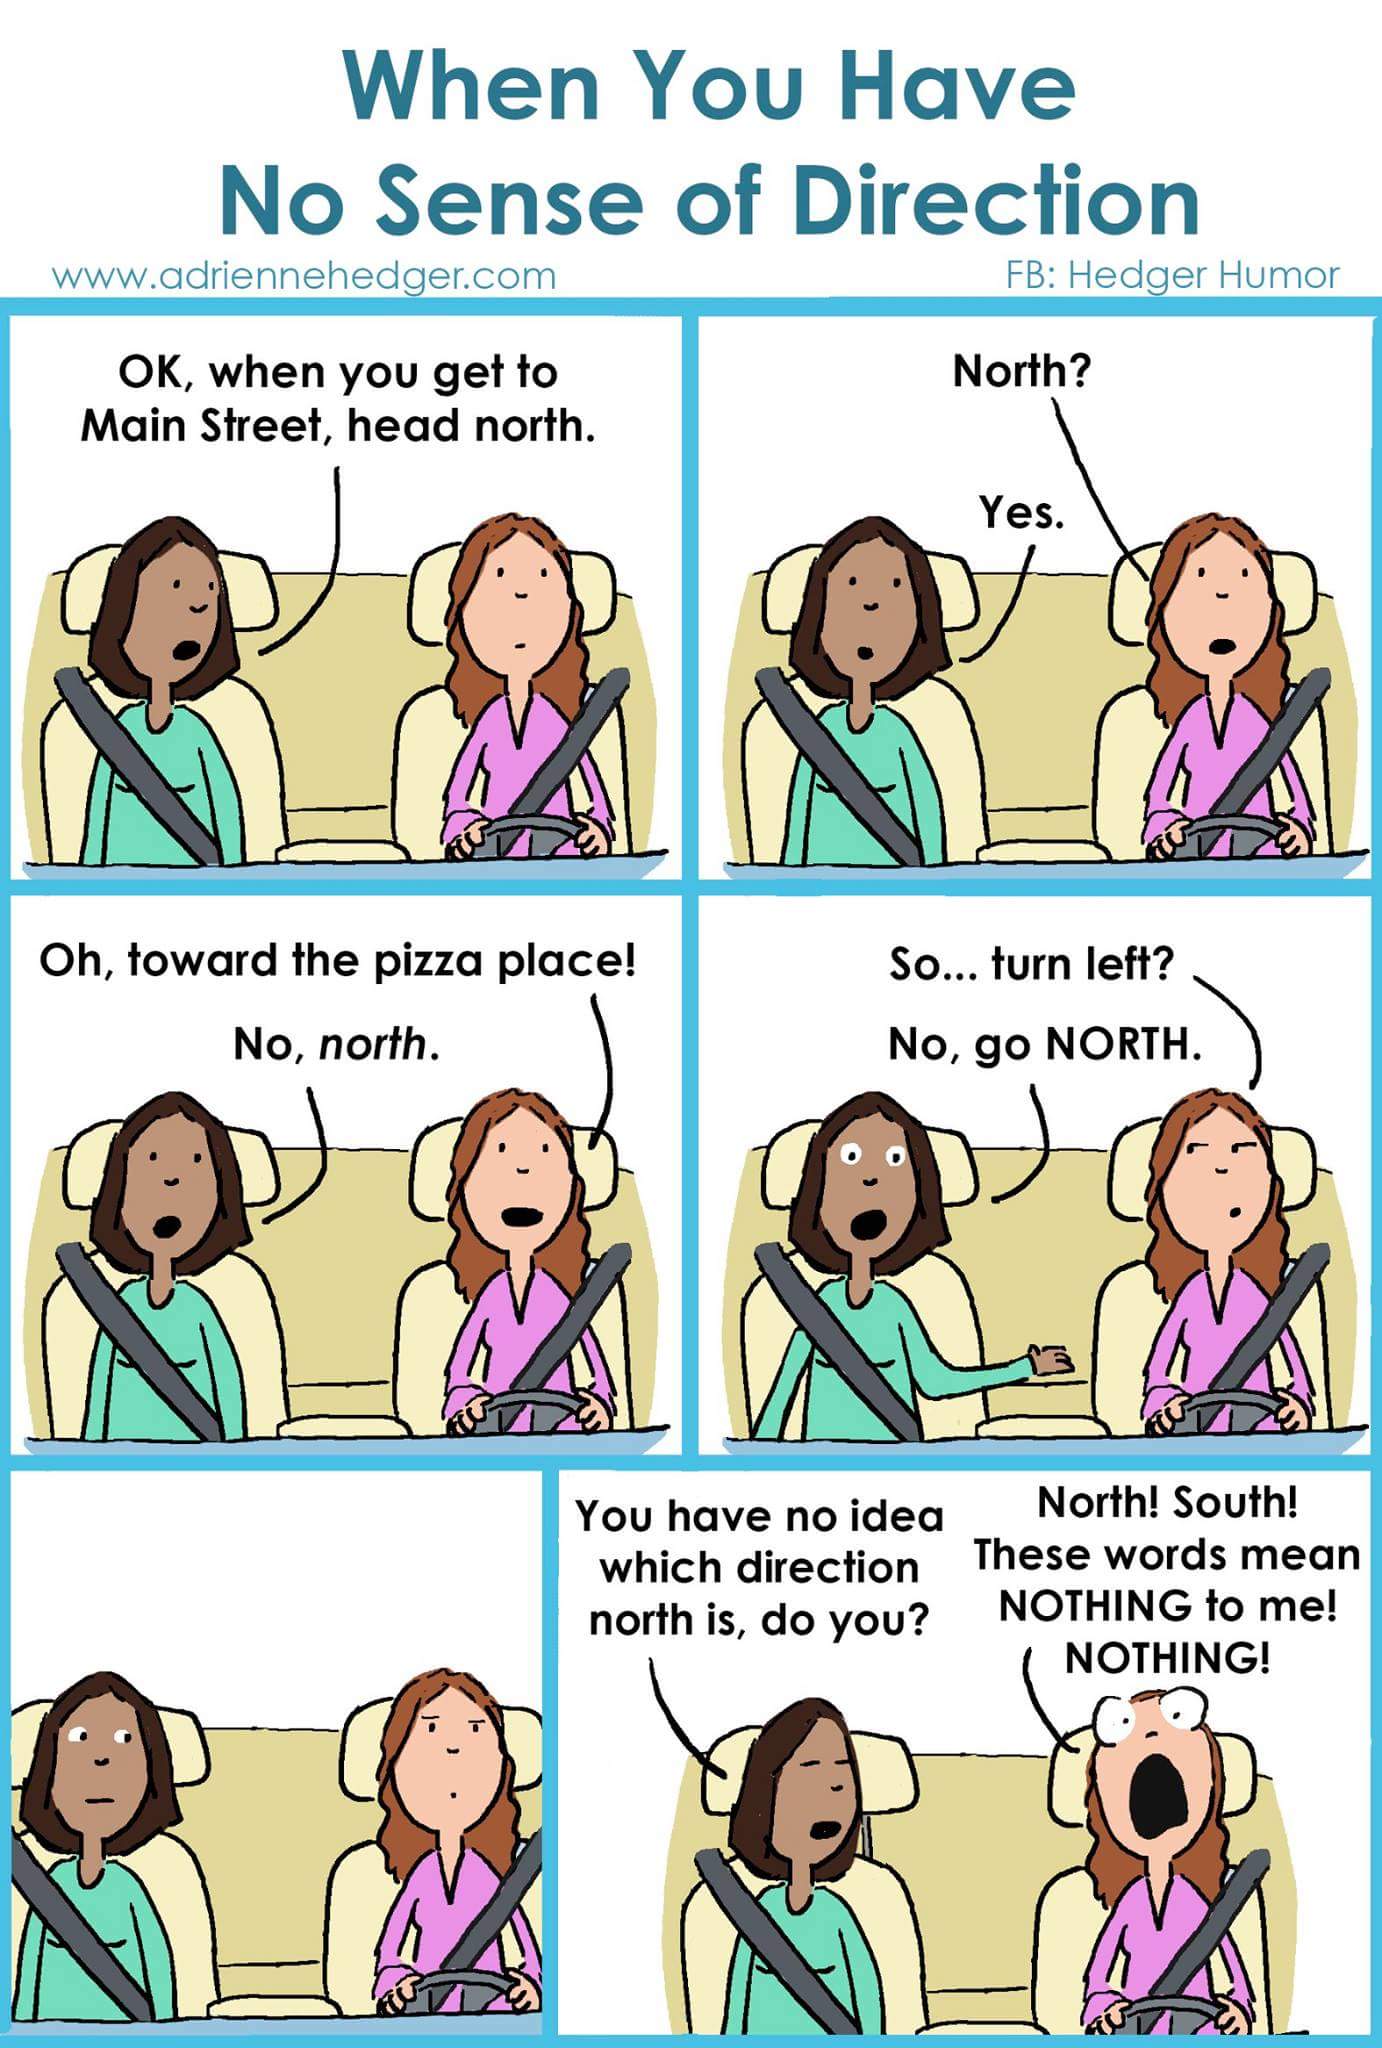 When You Have
No Sense of Direction
www.adriennehedger.com
FB: Hedger Humor
OK, when you get to
Main Street, head north.
North?
Yes.
Oh, toward the pizza place!
No, north.
So... turn left?
No, go NORTH.
You have no idea
which direction
north is, do you?
North! South!
These words mean
NOTHING to me!
NOTHING!